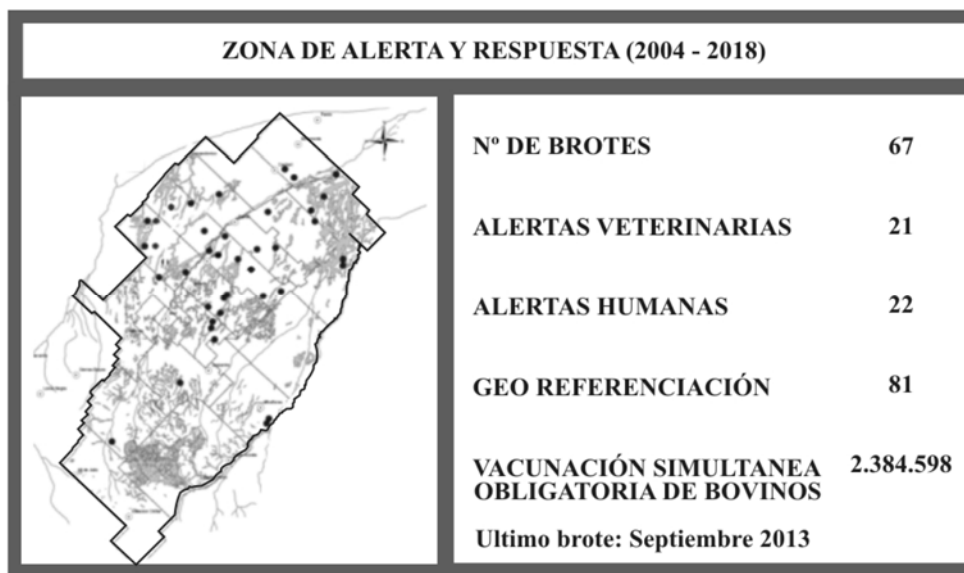 ZONA DE ALERTA Y RESPUESTA (2004 - 2018)
Nº DE BROTES 67
ALERTAS VETERINARIAS 21
ALERTAS HUMANAS 22
GEO REFERENCIACIÓN 81
VACUNACIÓN SIMULTANEA 2.384.598
OBLIGATORIA DE BOVINOS
Ultimo brote: Septiembre 2013